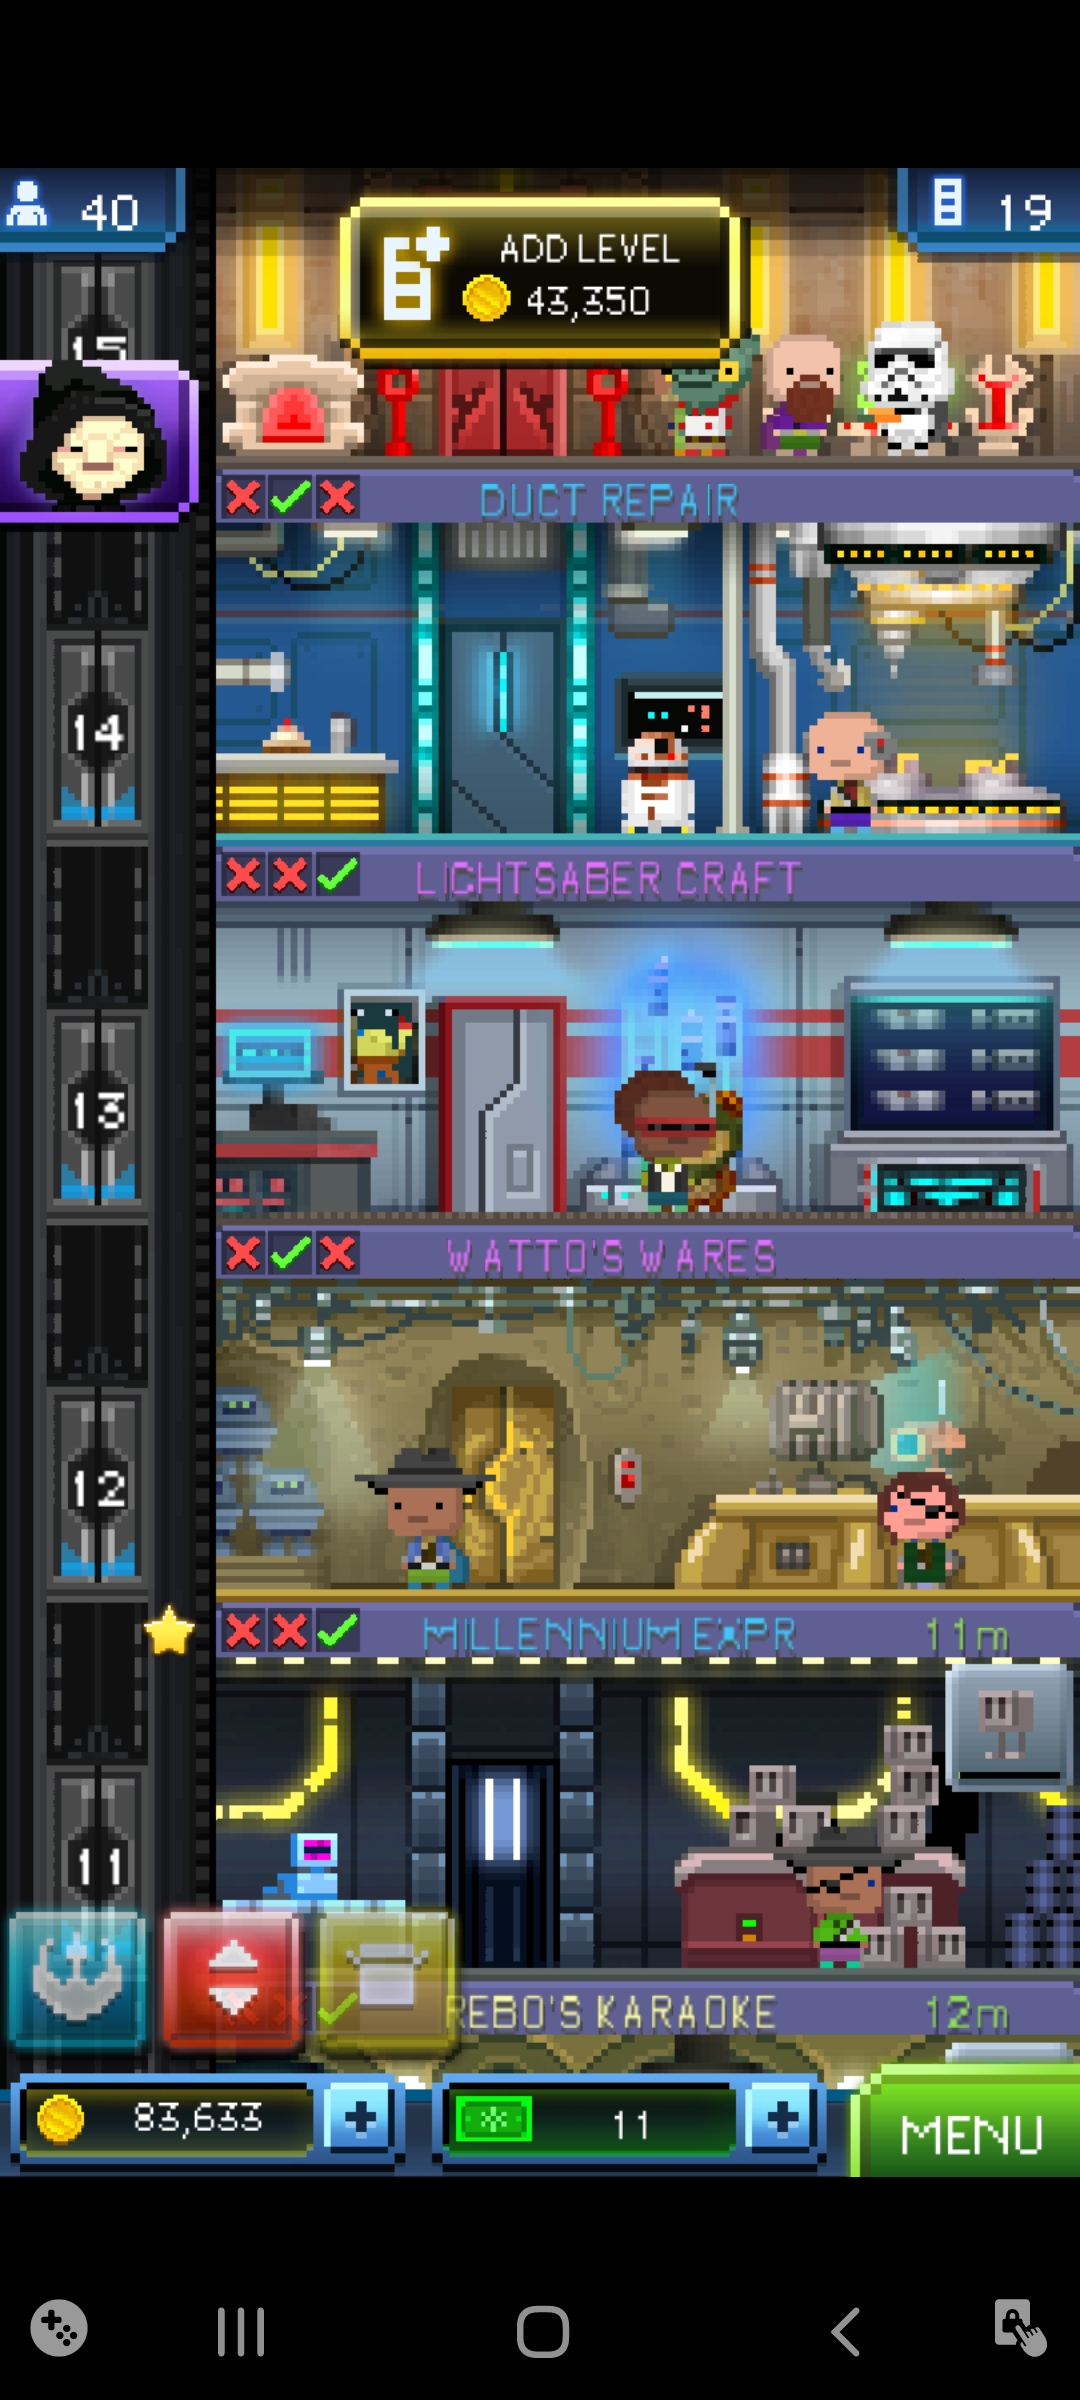 40
19
ADD LEVEL
43,350
15
DUCT REPAIR
14
LIGHTSABER CRAFT
13
WATTO'S WARES
12
MILLENNIUM EXPR 11m
11
REBO'S KARAOKE 12m
83,633
11
MENU